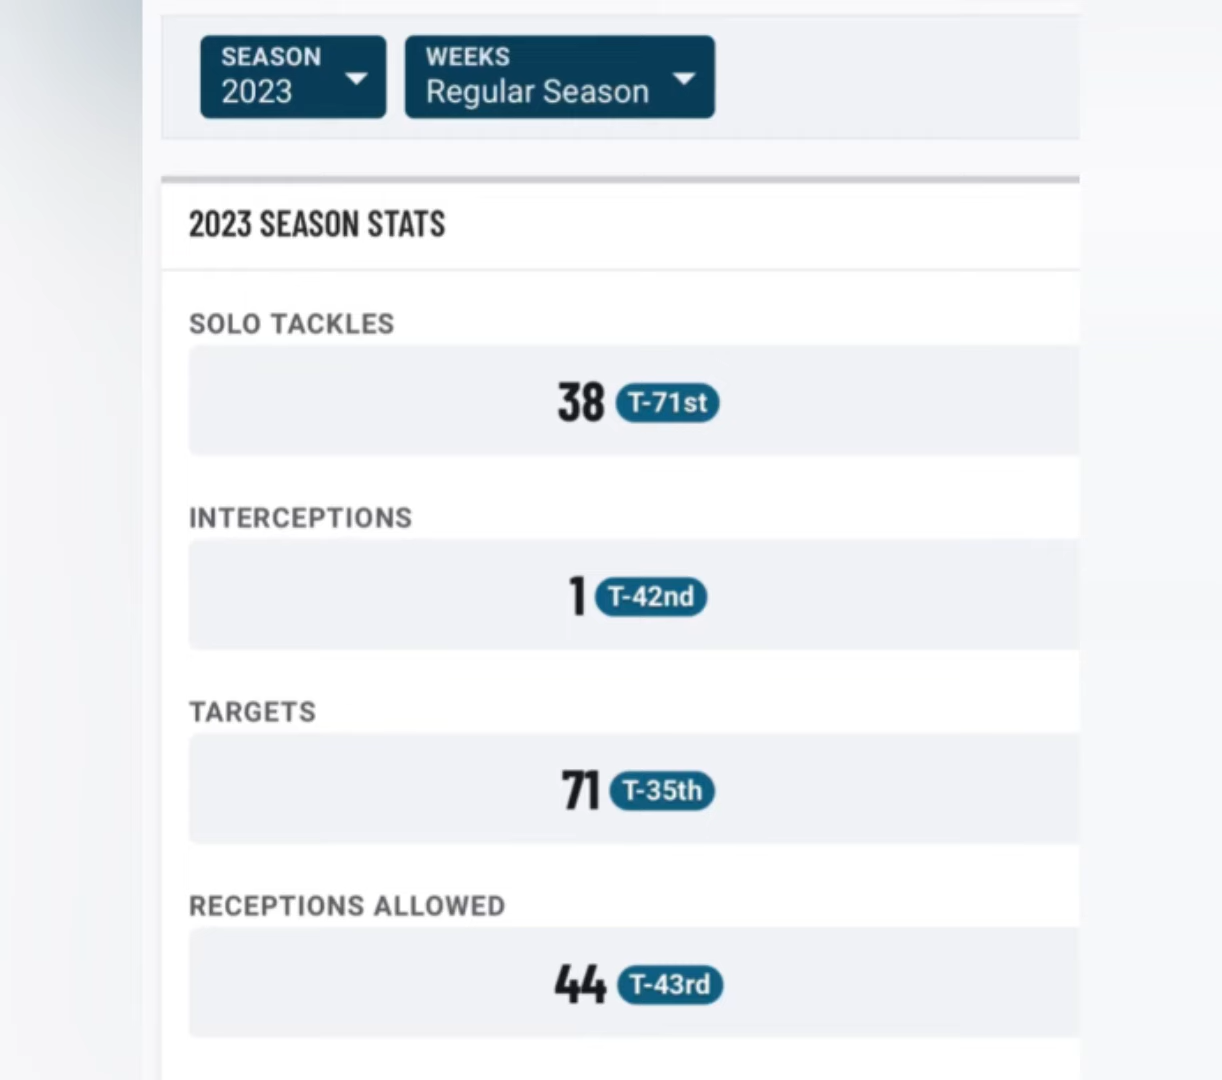 SEASON
2023
WEEKS
Regular Season
2023 SEASON STATS
SOLO TACKLES
38 T-71st
INTERCEPTIONS
1 T-42nd
TARGETS
71 T-35th
RECEPTIONS ALLOWED
44 T-43rd